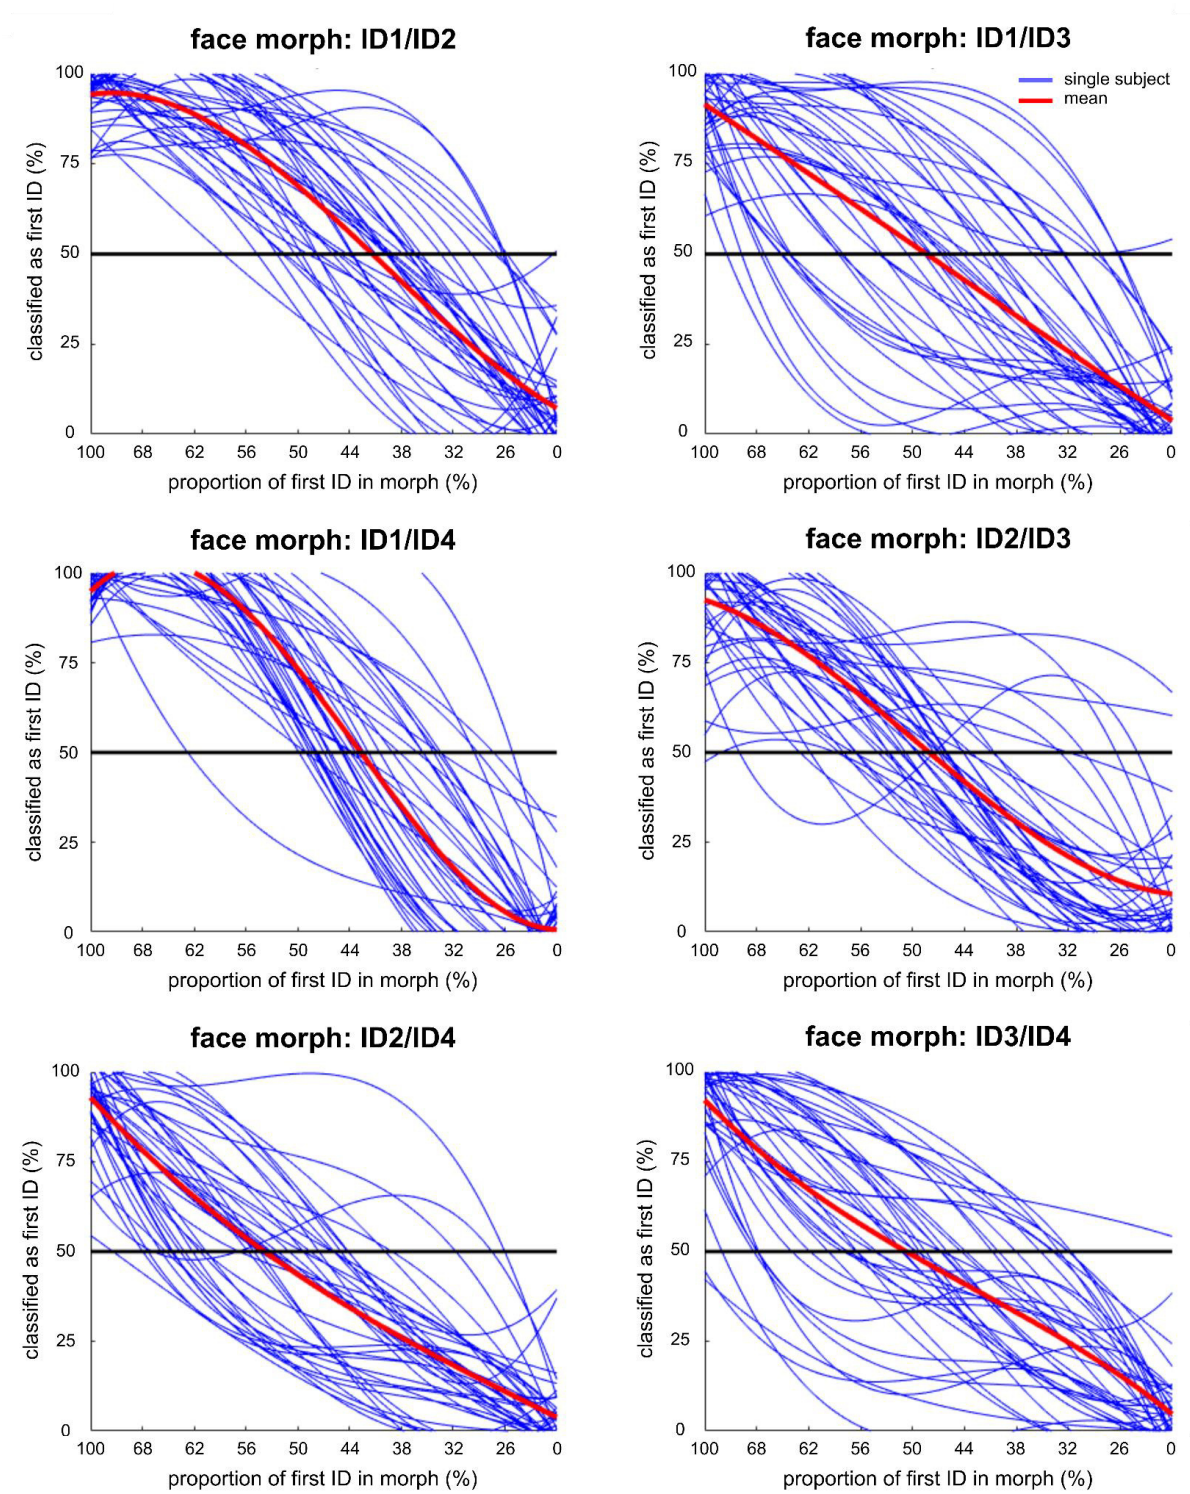 face morph: ID1/ID2
classified as first ID (%)
100
75
50
25
0
100 68 62 56 50 44 38 32 26 0
proportion of first ID in morph (%)
face morph: ID1/ID3
single subject
mean
classified as first ID (%)
100
75
50
25
0
100 68 62 56 50 44 38 32 26 0
proportion of first ID in morph (%)
face morph: ID1/ID4
classified as first ID (%)
100
75
50
25
0
100 68 62 56 50 44 38 32 26 0
proportion of first ID in morph (%)
face morph: ID2/ID3
classified as first ID (%)
100
75
50
25
0
100 68 62 56 50 44 38 32 26 0
proportion of first ID in morph (%)
face morph: ID2/ID4
classified as first ID (%)
100
75
50
25
0
100 68 62 56 50 44 38 32 26 0
proportion of first ID in morph (%)
face morph: ID3/ID4
classified as first ID (%)
100
75
50
25
0
100 68 62 56 50 44 38 32 26 0
proportion of first ID in morph (%)